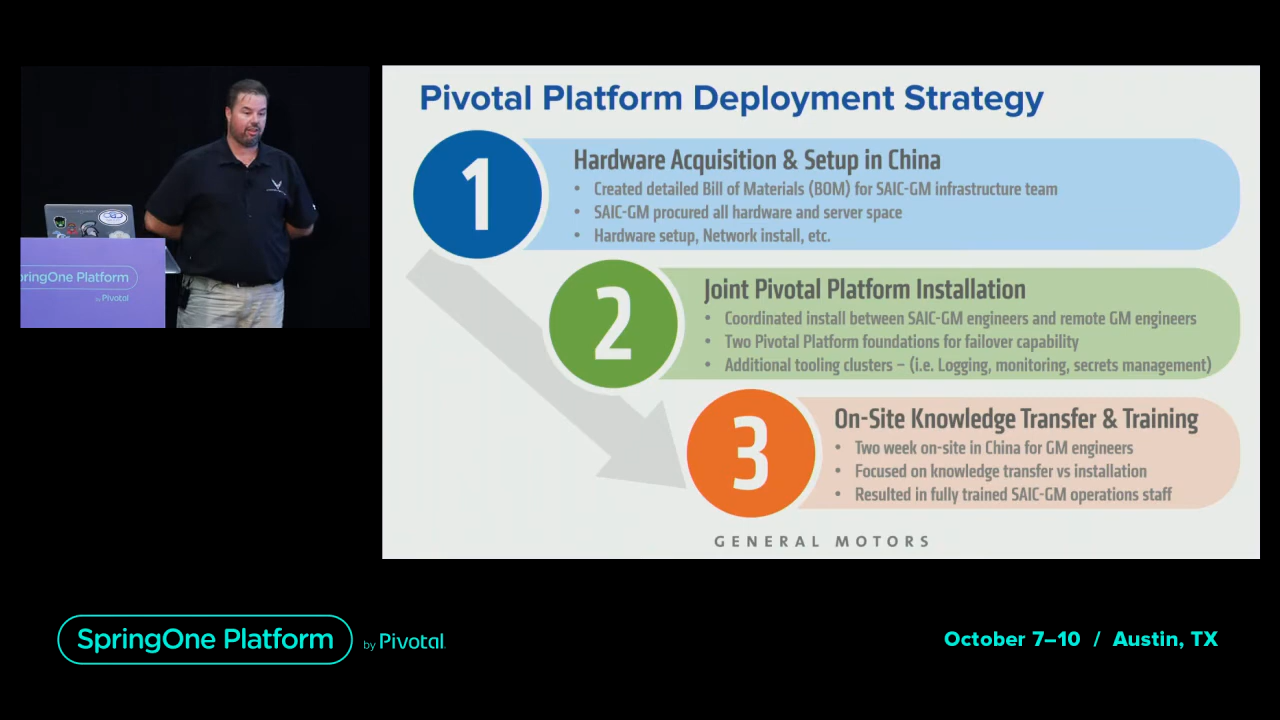 Pivotal Platform Deployment Strategy
1
Hardware Acquisition & Setup in China
• Created detailed Bill of Materials (BOM) for SAIC-GM infrastructure team
• SAIC-GM procured all hardware and server space
• Hardware setup, Network install, etc.
2
Joint Pivotal Platform Installation
• Coordinated install between SAIC-GM engineers and remote GM engineers
• Two Pivotal Platform foundations for failover capability
• Additional tooling clusters – (i.e. Logging, monitoring, secrets management)
3
On-Site Knowledge Transfer & Training
• Two week on-site in China for GM engineers
• Focused on knowledge transfer vs installation
• Resulted in fully trained SAIC-GM operations staff
GENERAL MOTORS
ringOne Platform
by Pivotal
SpringOne Platform by Pivotal
October 7–10 / Austin, TX